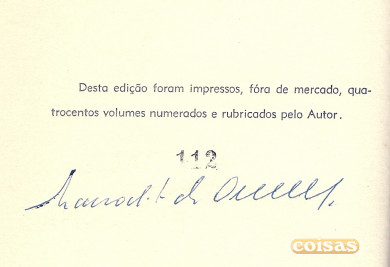 Desta edição foram impressos, fóra de mercado, qua-
trocentos volumes numerados e rubricados pelo Autor.
112
coisas